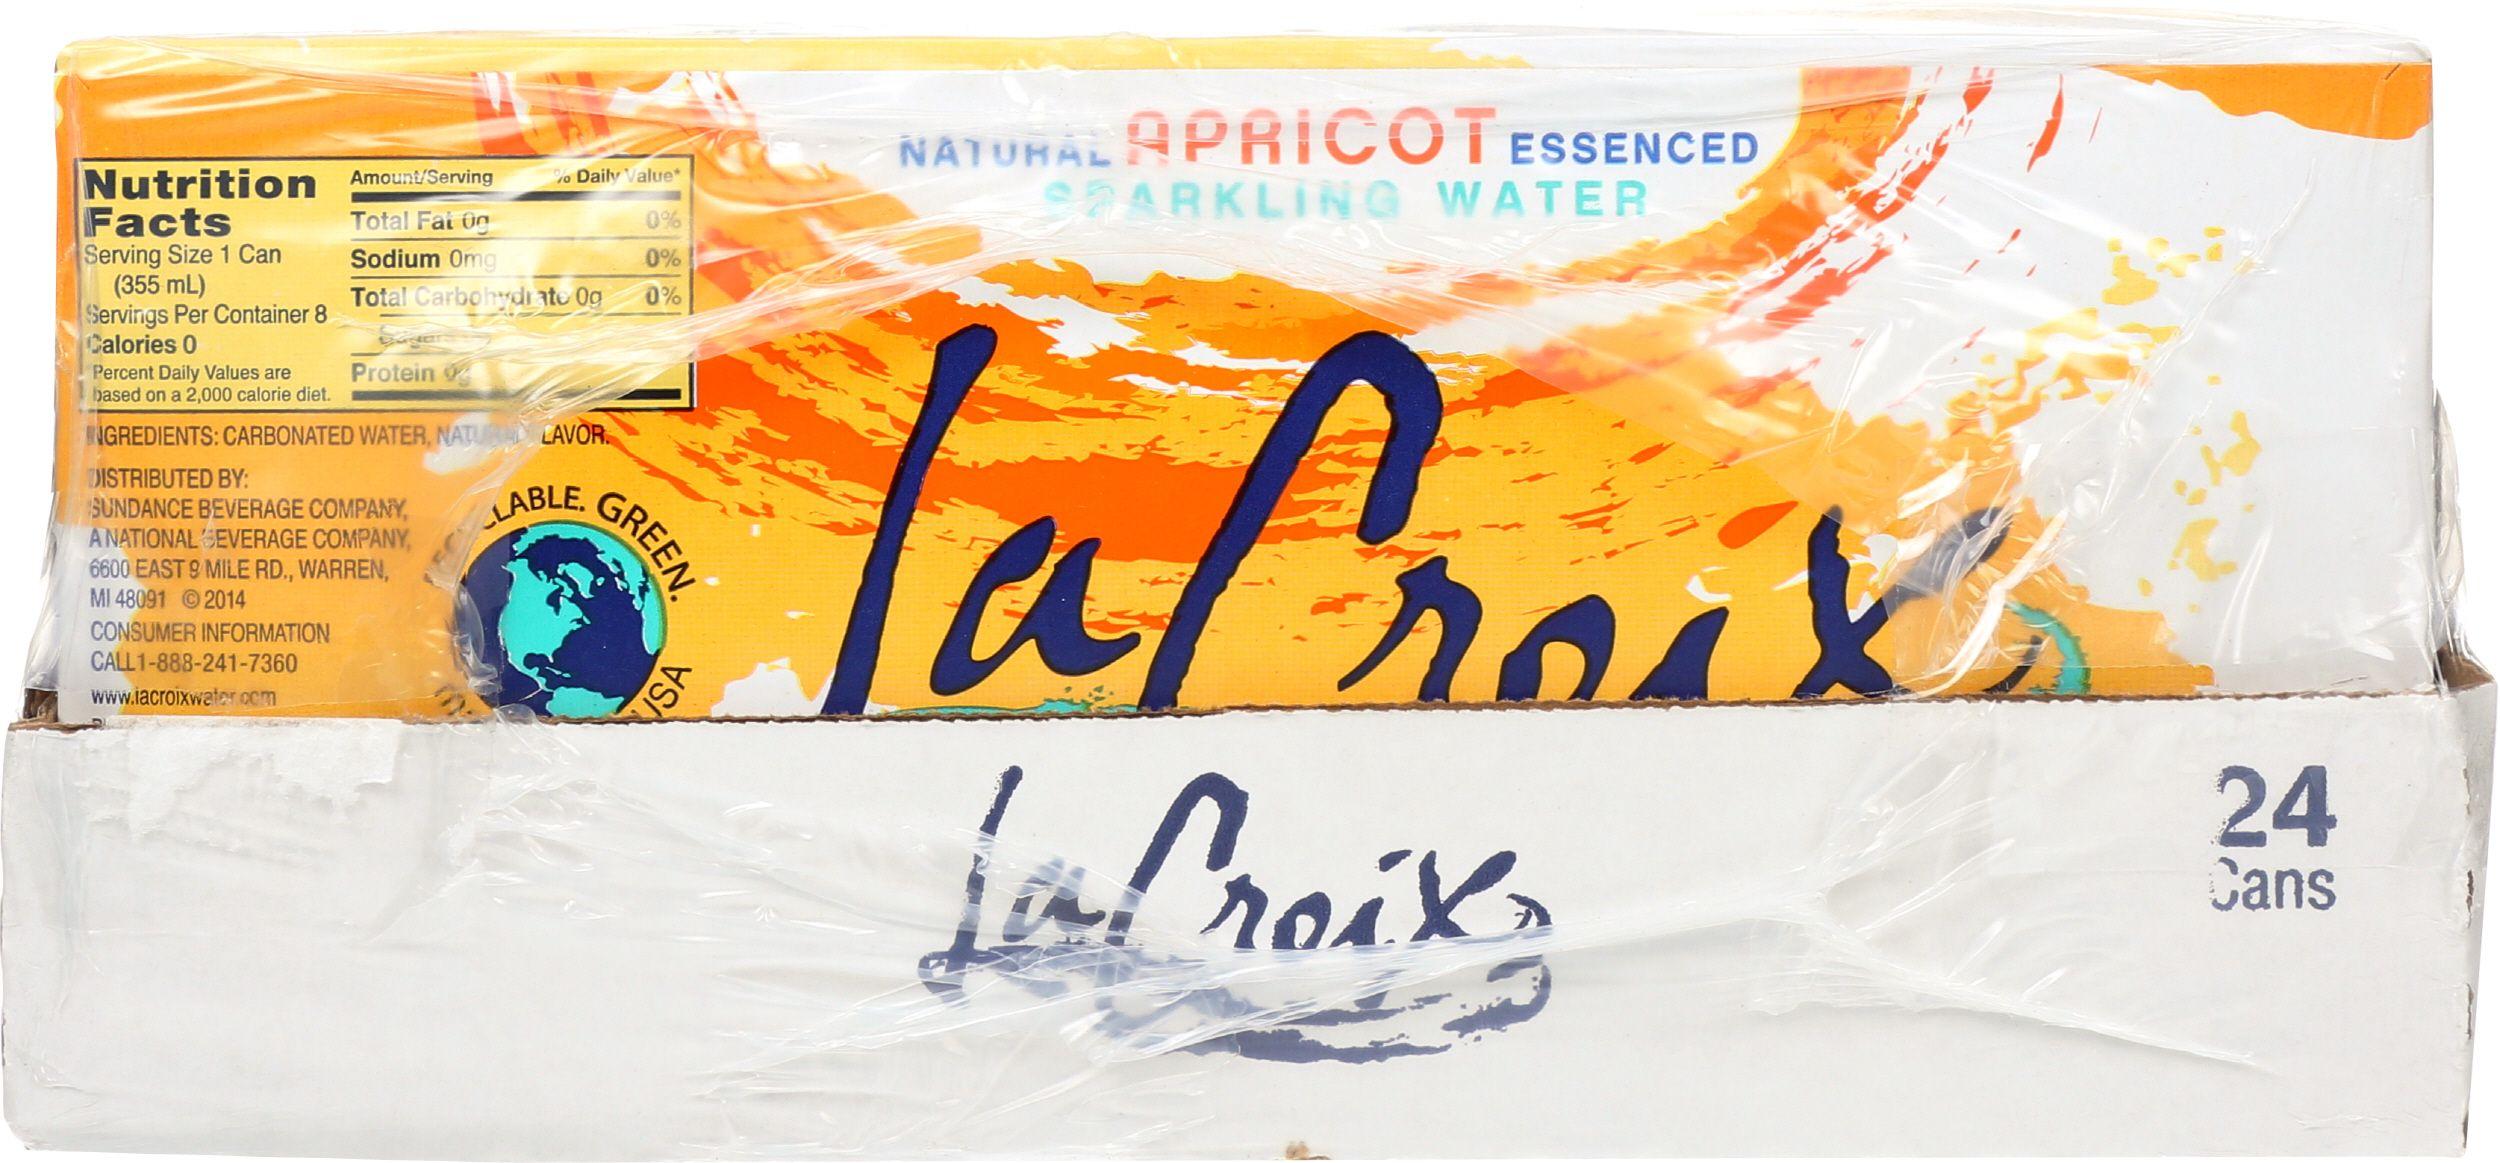 NATURAL APRICOT ESSENCED
SPARKLING WATER
Nutrition
Facts
Serving Size 1 Can
(355 mL)
Servings Per Container 8
Calories 0
Percent Daily Values are
based on a 2,000 calorie diet.
Amount/Serving % Daily Value*
Total Fat 0g 0%
Sodium 0mg 0%
Total Carbohydrate 0g 0%
Sugars
Protein 0g
INGREDIENTS: CARBONATED WATER, NATURAL FLAVOR.
DISTRIBUTED BY:
SUNDANCE BEVERAGE COMPANY,
A NATIONAL BEVERAGE COMPANY,
6600 EAST 9 MILE RD., WARREN,
MI 48091 © 2014
CONSUMER INFORMATION
CALL1-888-241-7360
www.lacroixwater.com
GREEN.
USA
LaCroix
LaCroix
24
Cans